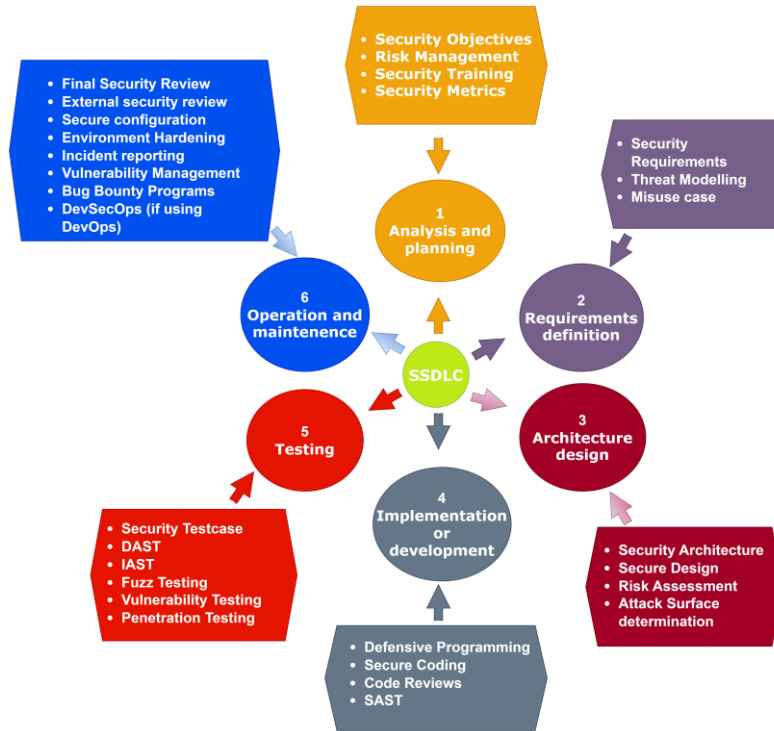 • Security Objectives
• Risk Management
• Security Training
• Security Metrics
1
Analysis and
planning
• Security
Requirements
• Threat Modelling
• Misuse case
2
Requirements
definition
3
Architecture
design
• Security Architecture
• Secure Design
• Risk Assessment
• Attack Surface
determination
4
Implementation
or
development
• Defensive Programming
• Secure Coding
• Code Reviews
• SAST
5
Testing
• Security Testcase
• DAST
• IAST
• Fuzz Testing
• Vulnerability Testing
• Penetration Testing
6
Operation and
maintenence
• Final Security Review
• External security review
• Secure configuration
• Environment Hardening
• Incident reporting
• Vulnerability Management
• Bug Bounty Programs
• DevSecOps (if using
DevOps)
SSDLC